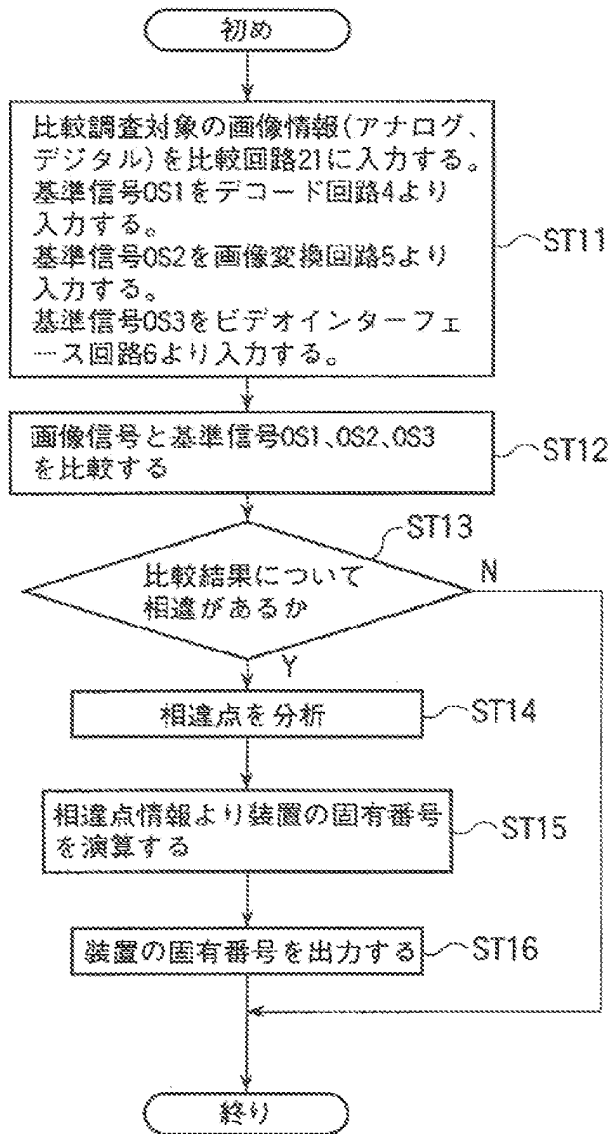 初め
比較調査対象の画像情報(アナログ、
デジタル)を比較回路21に入力する。
基準信号OS1をデコード回路4より
入力する。
基準信号OS2を画像変換回路5より
入力する。
基準信号OS3をビデオインターフェ
ース回路6より入力する。
ST11
画像信号と基準信号OS1、OS2、OS3
を比較する
ST12
ST13
比較結果について
相違があるか
N
Y
相違点を分析
ST14
相違点情報より装置の固有番号
を演算する
ST15
装置の固有番号を出力する
ST16
終り